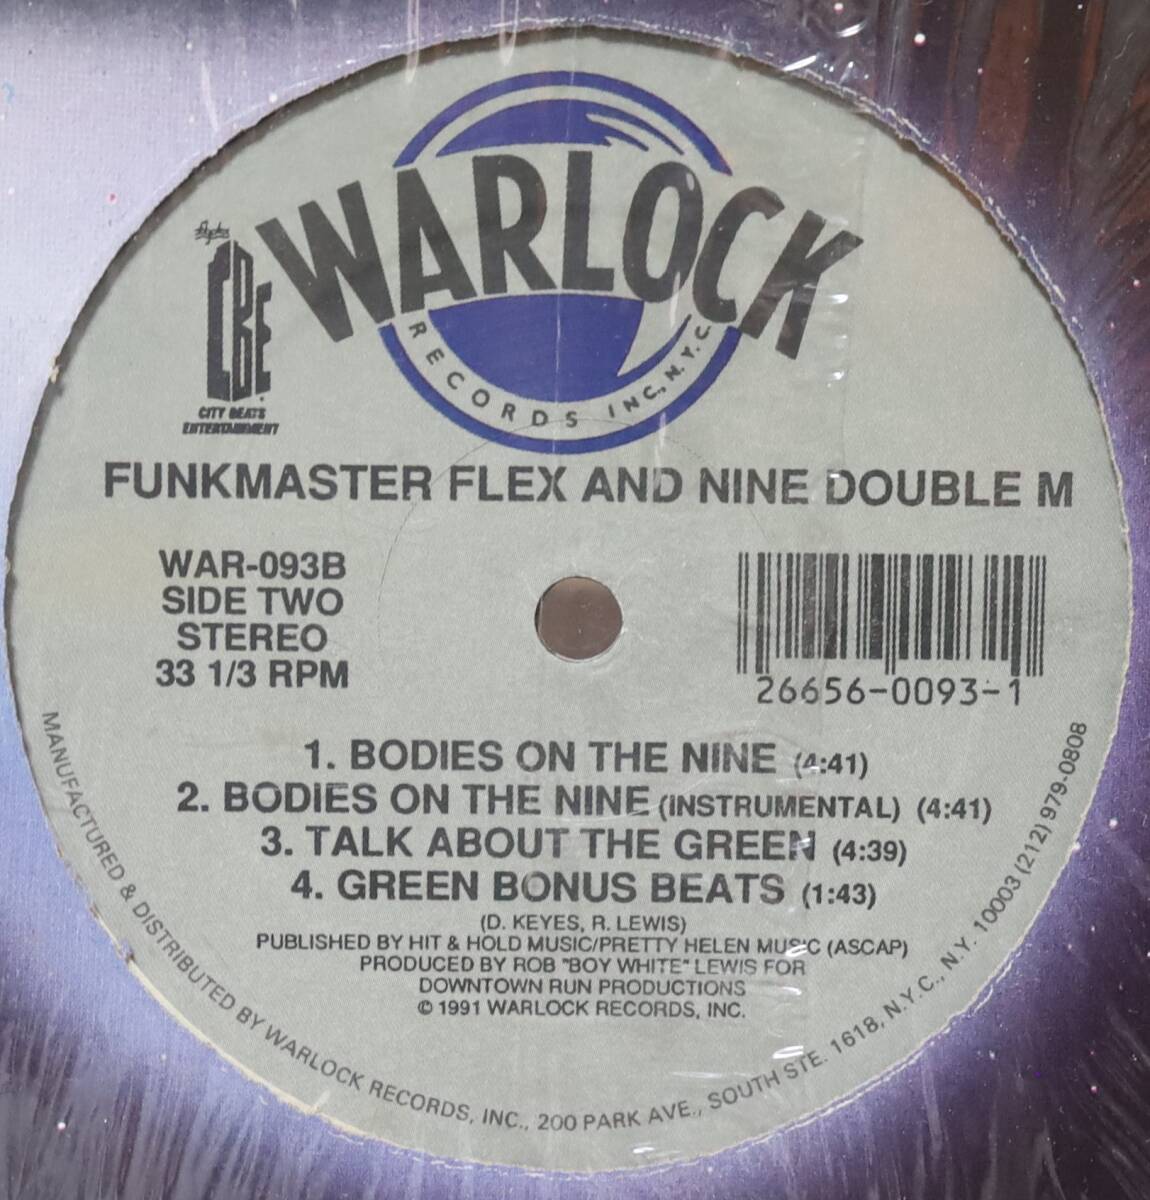 WARLOCK
RECORDS INC., N.Y.C.
CBE
CITY BEATS
ENTERTAINMENT
FUNKMASTER FLEX AND NINE DOUBLE M
WAR-093B
SIDE TWO
STEREO
33 1/3 RPM
26656-0093-1
1. BODIES ON THE NINE (4:41)
2. BODIES ON THE NINE (INSTRUMENTAL) (4:41)
3. TALK ABOUT THE GREEN (4:39)
4. GREEN BONUS BEATS (1:43)
(D. KEYES, R. LEWIS)
PUBLISHED BY HIT & HOLD MUSIC/PRETTY HELEN MUSIC (ASCAP)
PRODUCED BY ROB "BOY WHITE" LEWIS FOR
DOWNTOWN RUN PRODUCTIONS
© 1991 WARLOCK RECORDS, INC.
MANUFACTURED & DISTRIBUTED BY WARLOCK RECORDS, INC., 200 PARK AVE., SOUTH STE. 1618, N.Y.C., N.Y. 10003 (212) 979-0808